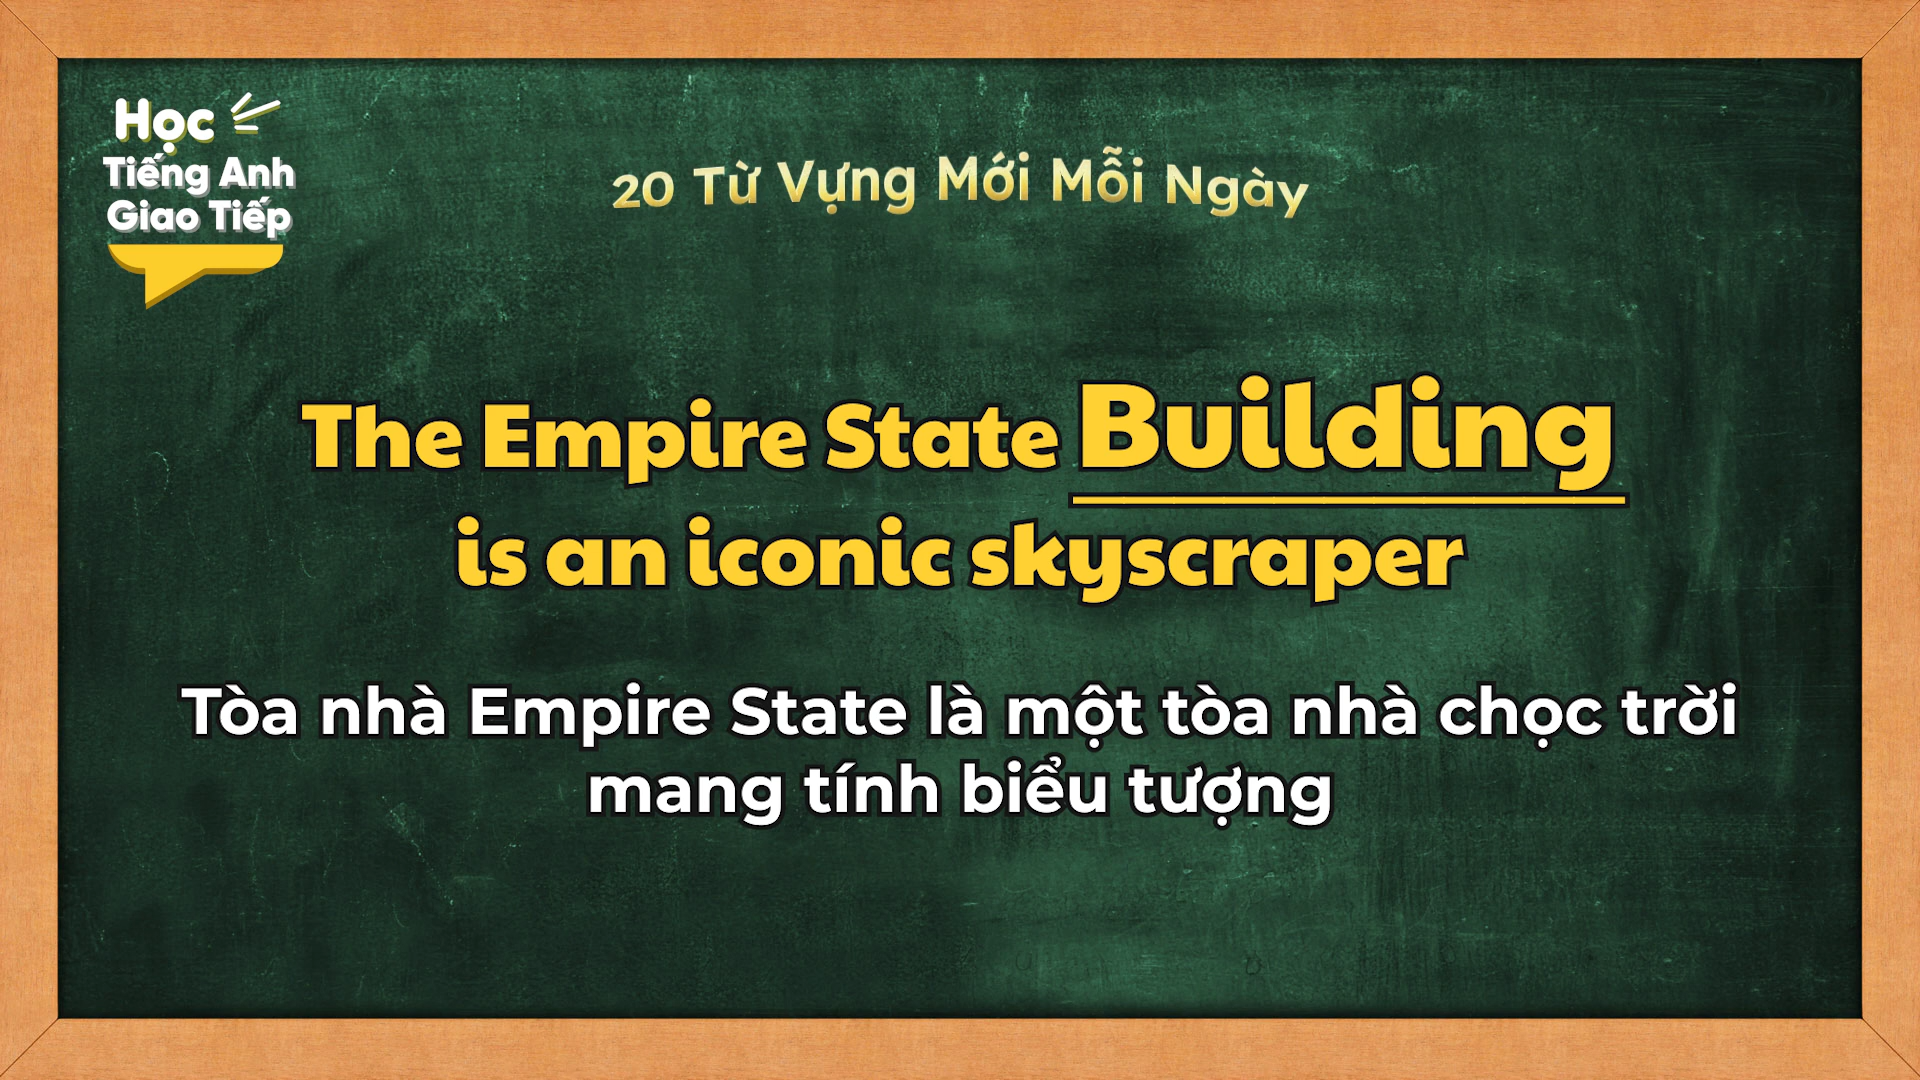 Học
Tiếng Anh
Giao Tiếp
20 Từ Vựng Mới Mỗi Ngày
The Empire State Building
is an iconic skyscraper
Tòa nhà Empire State là một tòa nhà chọc trời
mang tính biểu tượng